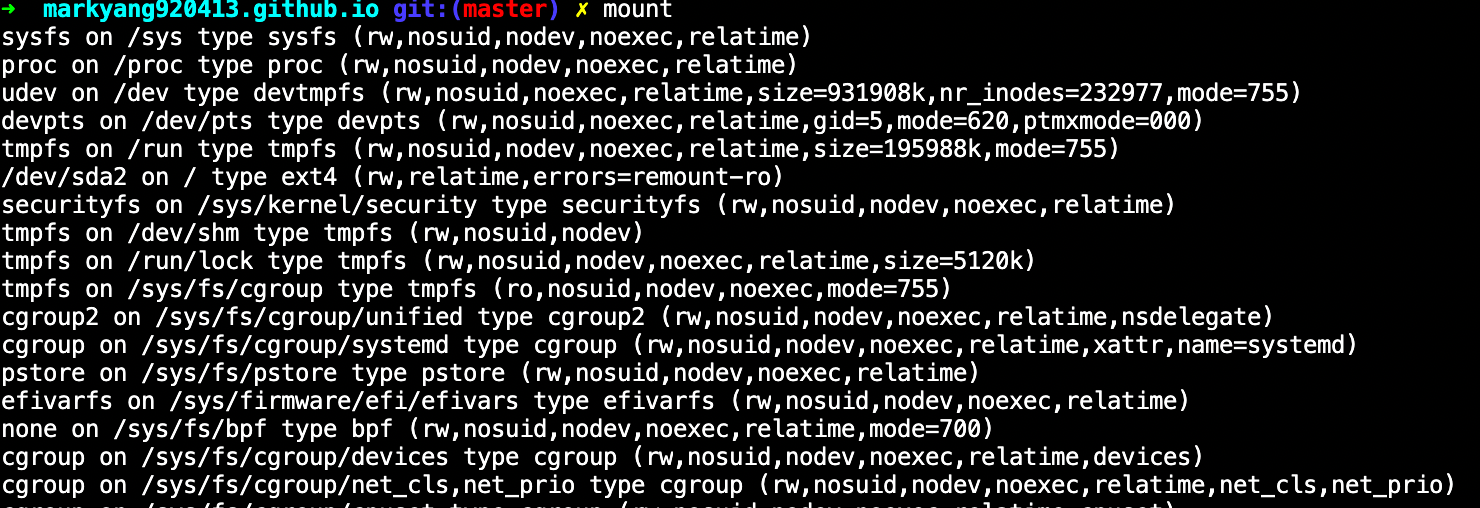 ➜ markyang920413.github.io git:(master) ✗ mount
sysfs on /sys type sysfs (rw,nosuid,nodev,noexec,relatime)
proc on /proc type proc (rw,nosuid,nodev,noexec,relatime)
udev on /dev type devtmpfs (rw,nosuid,noexec,relatime,size=931908k,nr_inodes=232977,mode=755)
devpts on /dev/pts type devpts (rw,nosuid,noexec,relatime,gid=5,mode=620,ptmxmode=000)
tmpfs on /run type tmpfs (rw,nosuid,nodev,noexec,relatime,size=195988k,mode=755)
/dev/sda2 on / type ext4 (rw,relatime,errors=remount-ro)
securityfs on /sys/kernel/security type securityfs (rw,nosuid,nodev,noexec,relatime)
tmpfs on /dev/shm type tmpfs (rw,nosuid,nodev)
tmpfs on /run/lock type tmpfs (rw,nosuid,nodev,noexec,relatime,size=5120k)
tmpfs on /sys/fs/cgroup type tmpfs (ro,nosuid,nodev,noexec,mode=755)
cgroup2 on /sys/fs/cgroup/unified type cgroup2 (rw,nosuid,nodev,noexec,relatime,nsdelegate)
cgroup on /sys/fs/cgroup/systemd type cgroup (rw,nosuid,nodev,noexec,relatime,xattr,name=systemd)
pstore on /sys/fs/pstore type pstore (rw,nosuid,nodev,noexec,relatime)
efivarfs on /sys/firmware/efi/efivars type efivarfs (rw,nosuid,nodev,noexec,relatime)
none on /sys/fs/bpf type bpf (rw,nosuid,nodev,noexec,relatime,mode=700)
cgroup on /sys/fs/cgroup/devices type cgroup (rw,nosuid,nodev,noexec,relatime,devices)
cgroup on /sys/fs/cgroup/net_cls,net_prio type cgroup (rw,nosuid,nodev,noexec,relatime,net_cls,net_prio)